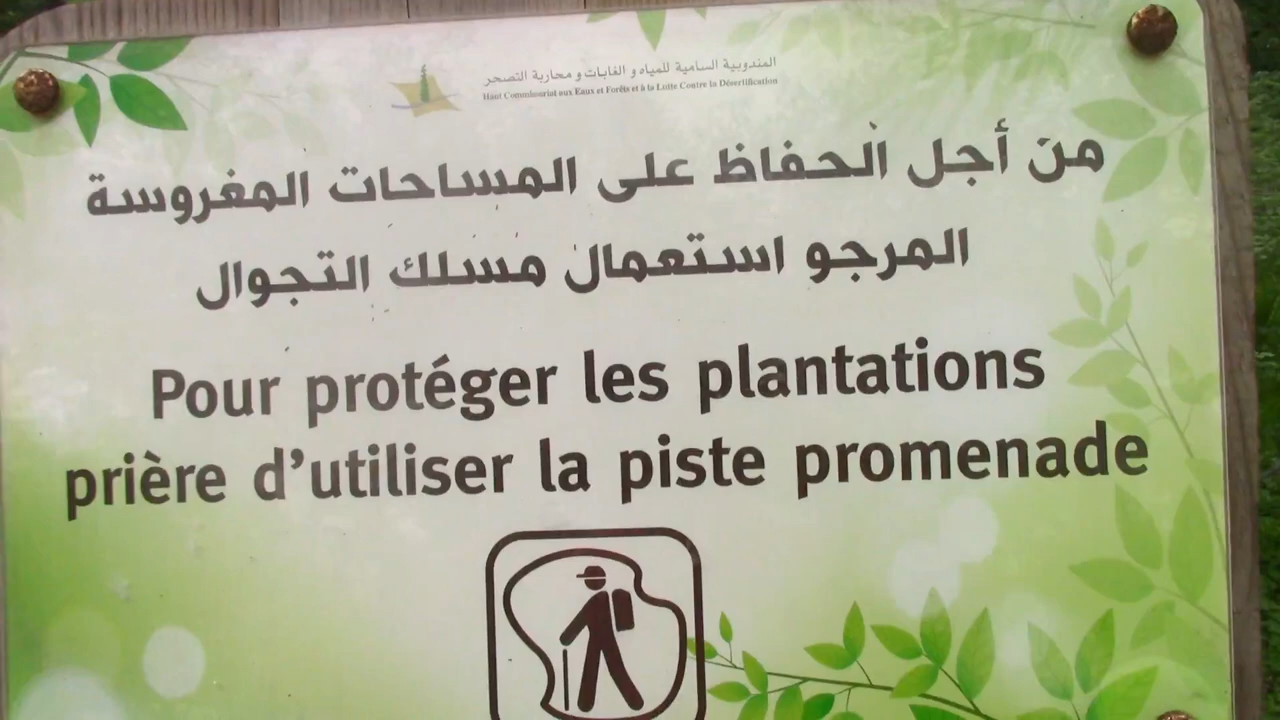 المندوبية السامية للمياه و الغابات و محاربة التصحر
Haut Commissariat aux Eaux et Forêts et à la Lutte Contre la Désertification
من أجل الحفاظ على المساحات المغروسة
المرجو استعمال مسلك التجوال
Pour protéger les plantations
prière d'utiliser la piste promenade